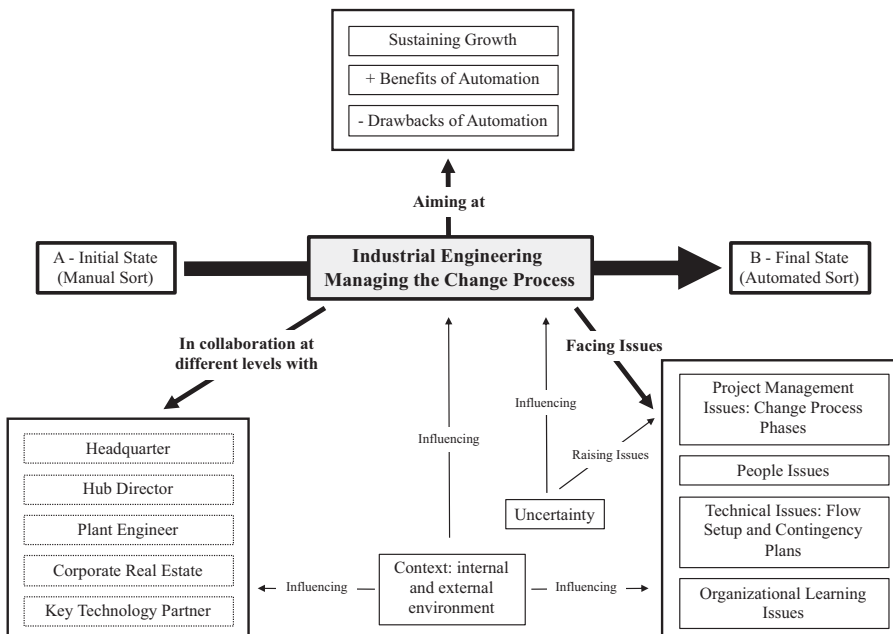 Sustaining Growth
+ Benefits of Automation
- Drawbacks of Automation
Aiming at
A - Initial State
(Manual Sort)
Industrial Engineering
Managing the Change Process
B - Final State
(Automated Sort)
In collaboration at
different levels with
Facing Issues
Headquarter
Hub Director
Plant Engineer
Corporate Real Estate
Key Technology Partner
Influencing
Influencing
Raising Issues
Uncertainty
Influencing
Context: internal
and external
environment
Influencing
Project Management
Issues: Change Process
Phases
People Issues
Technical Issues: Flow
Setup and Contingency
Plans
Organizational Learning
Issues